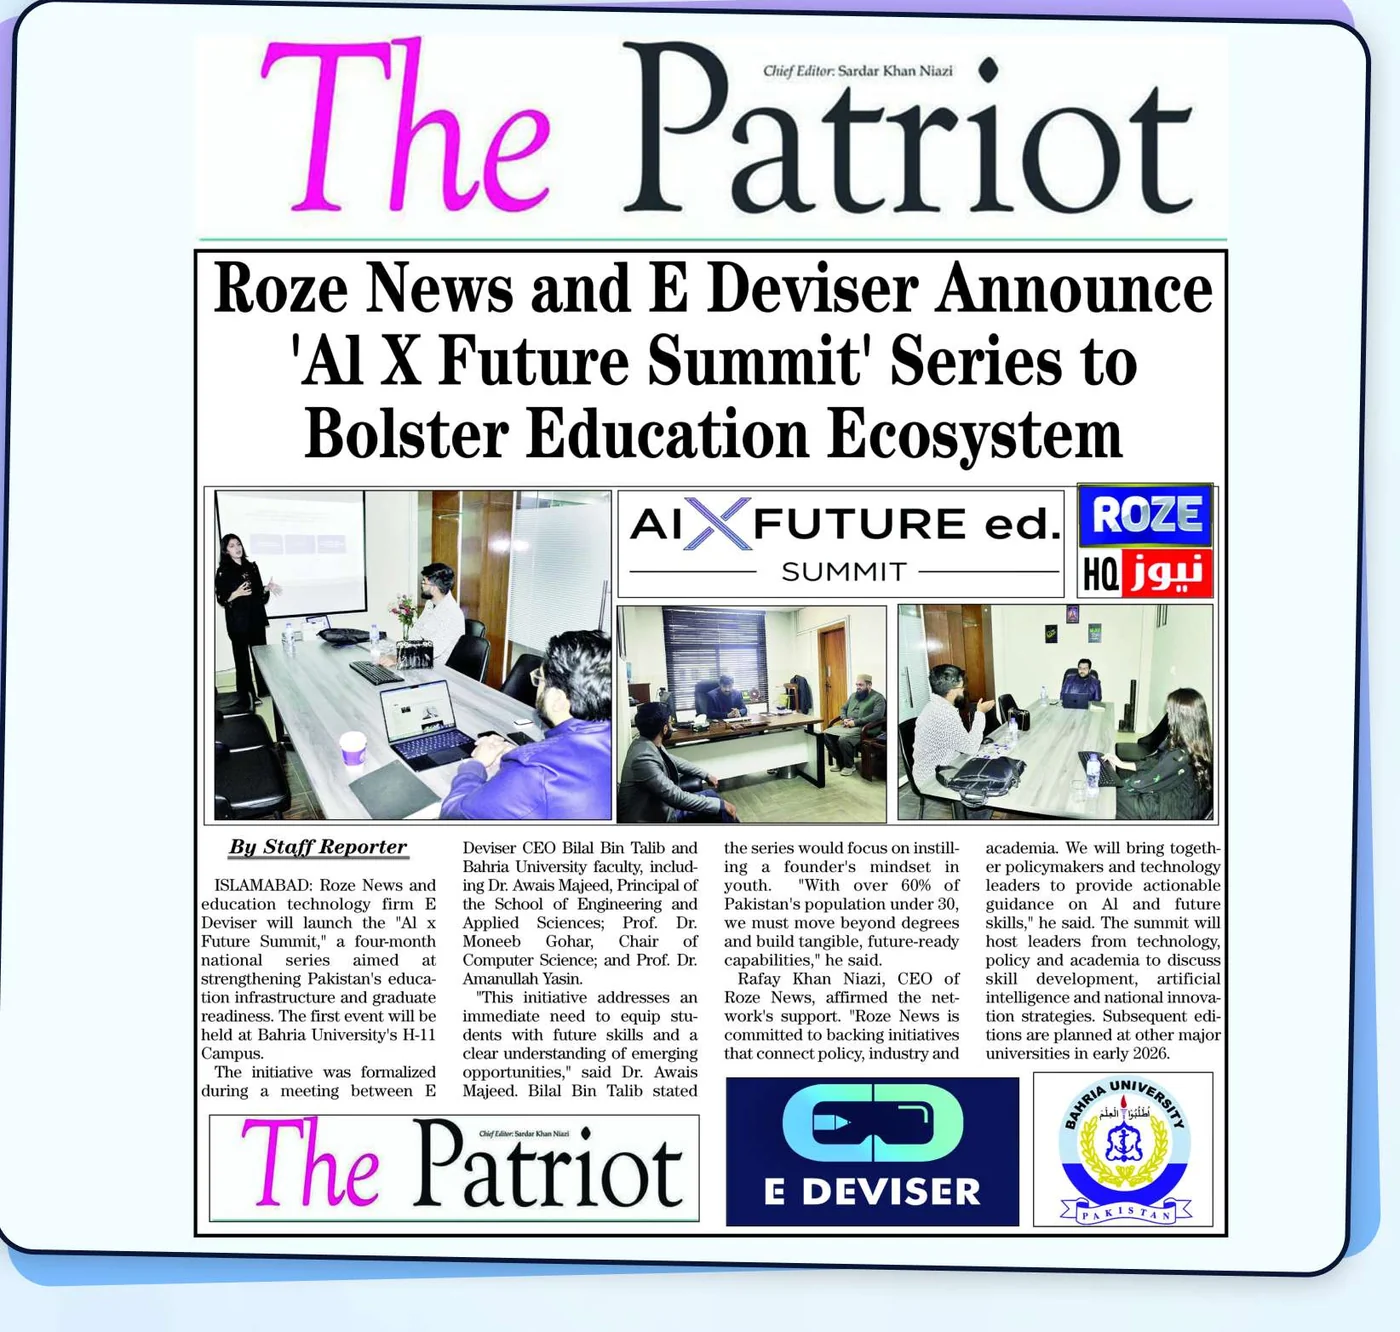 Chief Editor: Sardar Khan Niazi
The Patriot
Roze News and E Deviser Announce
'Al X Future Summit' Series to
Bolster Education Ecosystem
AI X FUTURE ed.
SUMMIT
ROZE
HQ نیوز
By Staff Reporter
ISLAMABAD: Roze News and
education technology firm E
Deviser will launch the "Al x
Future Summit," a four-month
national series aimed at
strengthening Pakistan's educa-
tion infrastructure and graduate
readiness. The first event will be
held at Bahria University's H-11
Campus.
The initiative was formalized
during a meeting between E
Deviser CEO Bilal Bin Talib and
Bahria University faculty, includ-
ing Dr. Awais Majeed, Principal of
the School of Engineering and
Applied Sciences; Prof. Dr.
Moneeb Gohar, Chair of
Computer Science; and Prof. Dr.
Amanullah Yasin.
"This initiative addresses an
immediate need to equip stu-
dents with future skills and a
clear understanding of emerging
opportunities," said Dr. Awais
Majeed. Bilal Bin Talib stated
the series would focus on instill-
ing a founder's mindset in
youth. "With over 60% of
Pakistan's population under 30,
we must move beyond degrees
and build tangible, future-ready
capabilities," he said.
Rafay Khan Niazi, CEO of
Roze News, affirmed the net-
work's support. "Roze News is
committed to backing initiatives
that connect policy, industry and
academia. We will bring togeth-
er policymakers and technology
leaders to provide actionable
guidance on Al and future
skills," he said. The summit will
host leaders from technology,
policy and academia to discuss
skill development, artificial
intelligence and national innova-
tion strategies. Subsequent edi-
tions are planned at other major
universities in early 2026.
Chief Editor: Sardar Khan Niazi
The Patriot
E DEVISER
BAHRIA UNIVERSITY
اُطْلُبُوا الْعِلْمَ
PAKISTAN